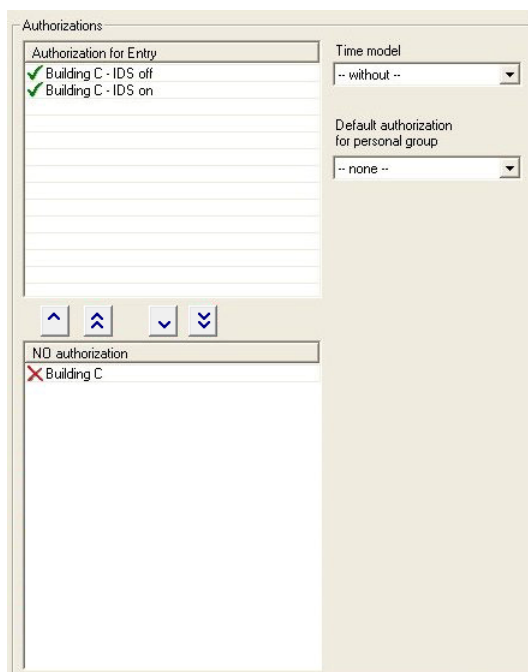 Authorizations
Authorization for Entry
Building C - IDS off
Building C - IDS on
Time model
-- without --
Default authorization
for personal group
-- none --
NO authorization
Building C